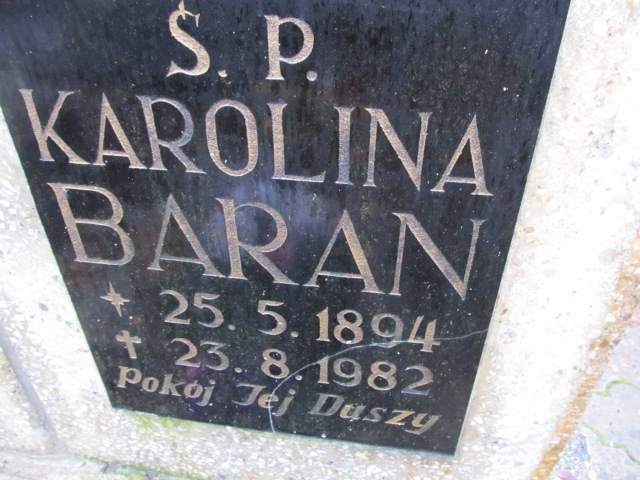 Ś. P.
KAROLINA
BARAN
25. 5. 1894
23. 8. 1982
Pokój Jej Duszy